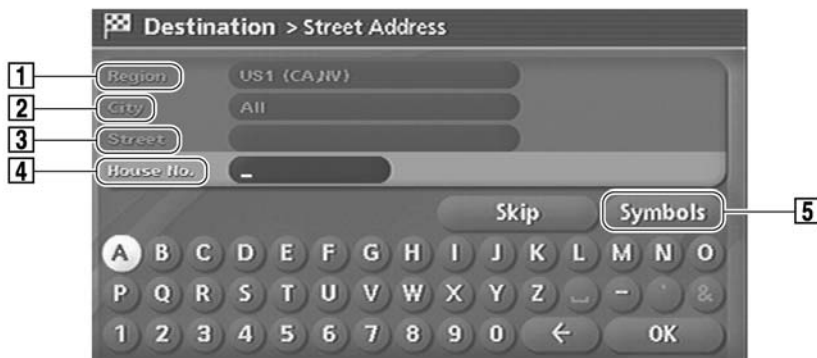 Destination > Street Address
1 Region US1 (CA,NV)
2 City All
3 Street
4 House No. _
Skip Symbols 5
A B C D E F G H I J K L M N O
P Q R S T U V W X Y Z ␣ - ' &
1 2 3 4 5 6 7 8 9 0 ← OK